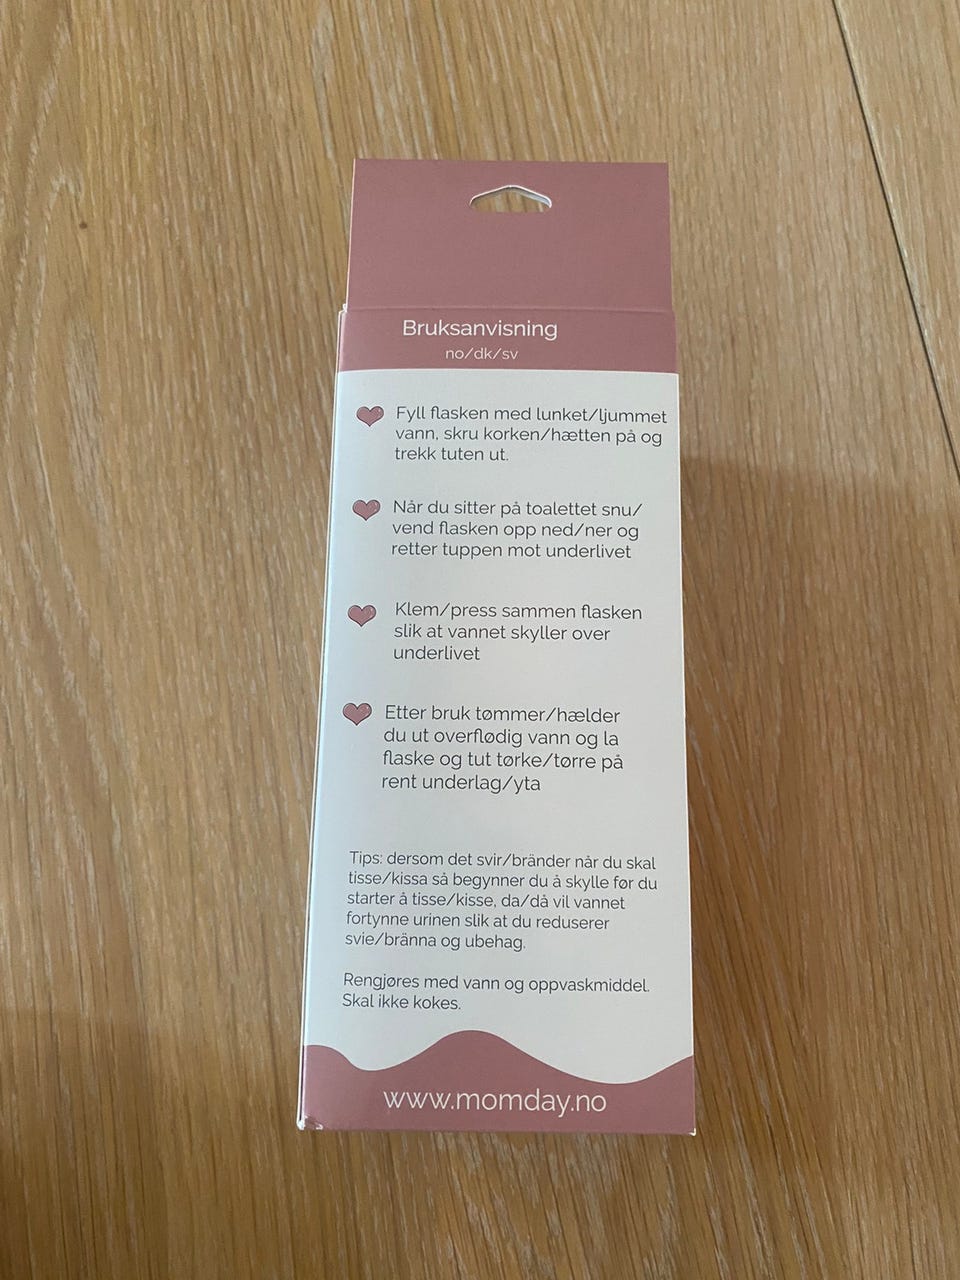 Bruksanvisning
no/dk/sv
Fyll flasken med lunket/ljummet
vann, skru korken/hætten på og
trekk tuten ut.
Når du sitter på toalettet snu/
vend flasken opp ned/ner og
retter tuppen mot underlivet
Klem/press sammen flasken
slik at vannet skyller over
underlivet
Etter bruk tømmer/hælder
du ut overflødig vann og la
flaske og tut tørke/tørre på
rent underlag/yta
Tips: dersom det svir/bränder når du skal
tisse/kissa så begynner du å skylle før du
starter å tisse/kisse, da/då vil vannet
fortynne urinen slik at du reduserer
svie/bränna og ubehag.
Rengjøres med vann og oppvaskmiddel.
Skal ikke kokes.
www.momday.no